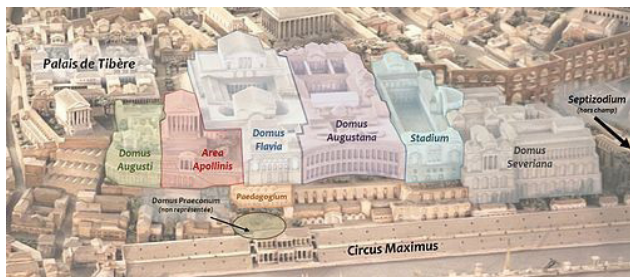 Palais de Tibère
Septizodium
(hors champ)
Domus
Augusti
Area
Apollinis
Domus
Flavia
Domus
Augustana
Stadium
Domus
Severiana
Domus Praeconum
(non représentée)
Paedagogium
Circus Maximus